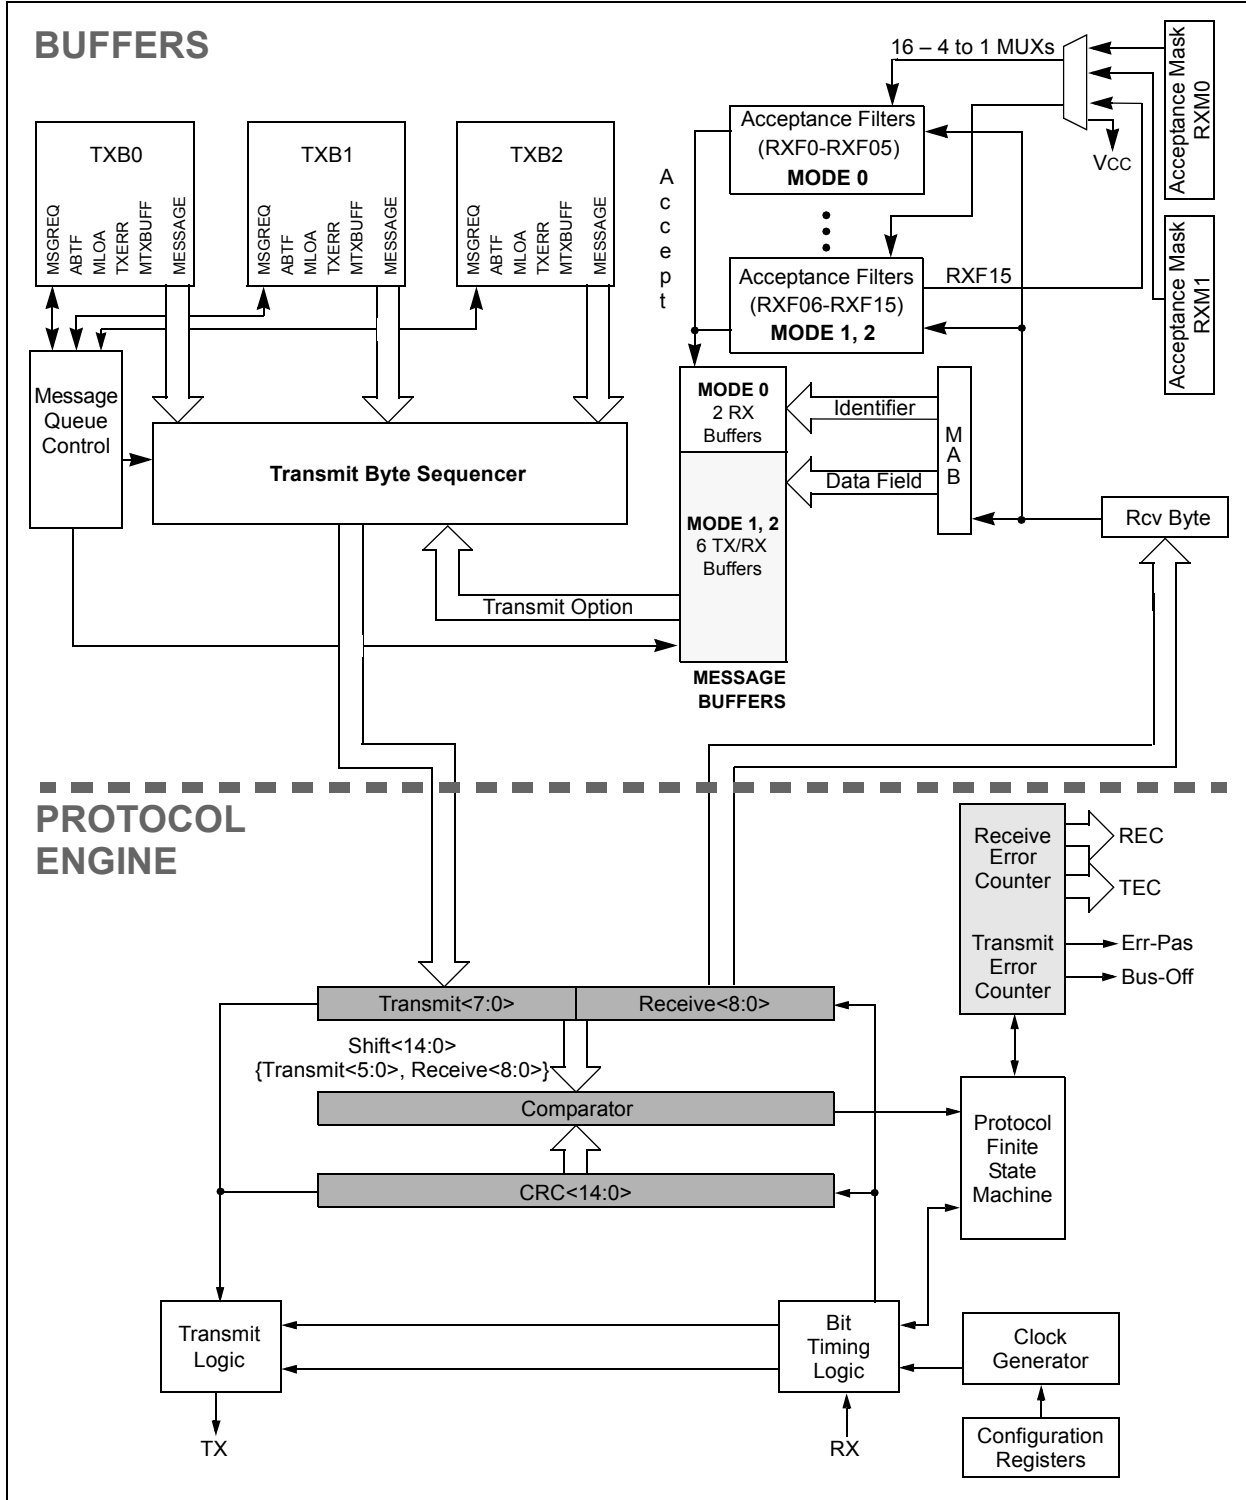 BUFFERS
16 – 4 to 1 MUXs
Acceptance Mask
RXM0
VCC
TXB0
MSGREQ
ABTF
MLOA
TXERR
MTXBUFF
MESSAGE
TXB1
MSGREQ
ABTF
MLOA
TXERR
MTXBUFF
MESSAGE
TXB2
MSGREQ
ABTF
MLOA
TXERR
MTXBUFF
MESSAGE
Accept
Acceptance Filters
(RXF0-RXF05)
MODE 0
Acceptance Filters
(RXF06-RXF15)
MODE 1, 2
RXF15
Acceptance Mask
RXM1
Message
Queue
Control
Transmit Byte Sequencer
MODE 0
2 RX
Buffers
MODE 1, 2
6 TX/RX
Buffers
MESSAGE
BUFFERS
Identifier
Data Field
MAB
Rcv Byte
Transmit Option
PROTOCOL
ENGINE
Receive
Error
Counter
Transmit
Error
Counter
REC
TEC
Err-Pas
Bus-Off
Transmit<7:0>
Receive<8:0>
Shift<14:0>
{Transmit<5:0>, Receive<8:0>}
Comparator
CRC<14:0>
Protocol
Finite
State
Machine
Transmit
Logic
Bit
Timing
Logic
Clock
Generator
Configuration
Registers
TX
RX